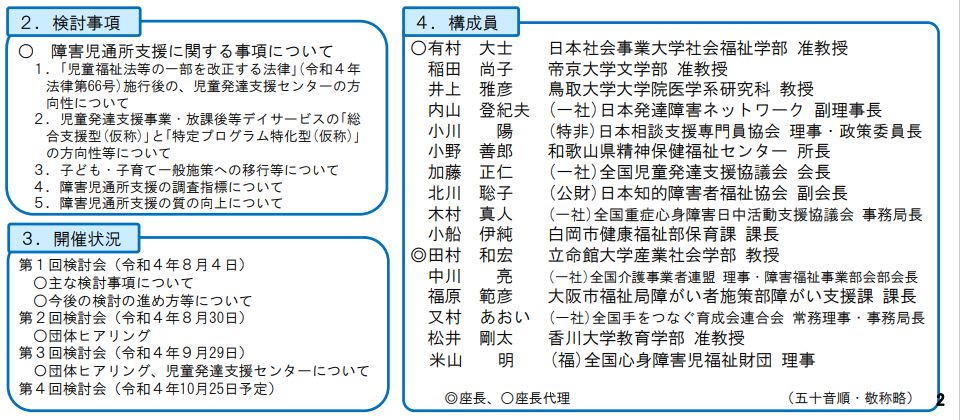 ２．検討事項
○　障害児通所支援に関する事項について
１．「児童福祉法等の一部を改正する法律」（令和４年
法律第66号）施行後の、児童発達支援センターの方
向性について
２．児童発達支援事業・放課後等デイサービスの「総
合支援型（仮称）」と「特定プログラム特化型（仮称）」
の方向性等について
３．子ども・子育て一般施策への移行等について
４．障害児通所支援の調査指標について
５．障害児通所支援の質の向上について
３．開催状況
第１回検討会（令和４年８月４日）
○主な検討事項について
○今後の検討の進め方等について
第２回検討会（令和４年８月30日）
○団体ヒアリング
第３回検討会（令和４年９月29日）
○団体ヒアリング、児童発達支援センターについて
第４回検討会（令和４年10月25日予定）
４．構成員
○有村　大士　日本社会事業大学社会福祉学部 准教授
稲田　尚子　帝京大学文学部 准教授
井上　雅彦　鳥取大学大学院医学系研究科 教授
内山　登紀夫　（一社）日本発達障害ネットワーク 副理事長
小川　陽　（特非）日本相談支援専門員協会 理事・政策委員長
小野　善郎　和歌山県精神保健福祉センター 所長
加藤　正仁　（一社）全国児童発達支援協議会 会長
北川　聡子　（公財）日本知的障害者福祉協会 副会長
木村　真人　（一社）全国重症心身障害日中活動支援協議会 事務局長
小船　伊純　白岡市健康福祉部保育課 課長
◎田村　和宏　立命館大学産業社会学部 教授
中川　亮　（一社）全国介護事業者連盟 理事・障害福祉事業部会部会長
福原　範彦　大阪市福祉局障がい者施策部障がい支援課 課長
又村　あおい　（一社）全国手をつなぐ育成会連合会 常務理事・事務局長
松井　剛太　香川大学教育学部 准教授
米山　明　（福）全国心身障害児福祉財団 理事
◎座長、○座長代理　（五十音順・敬称略）
2